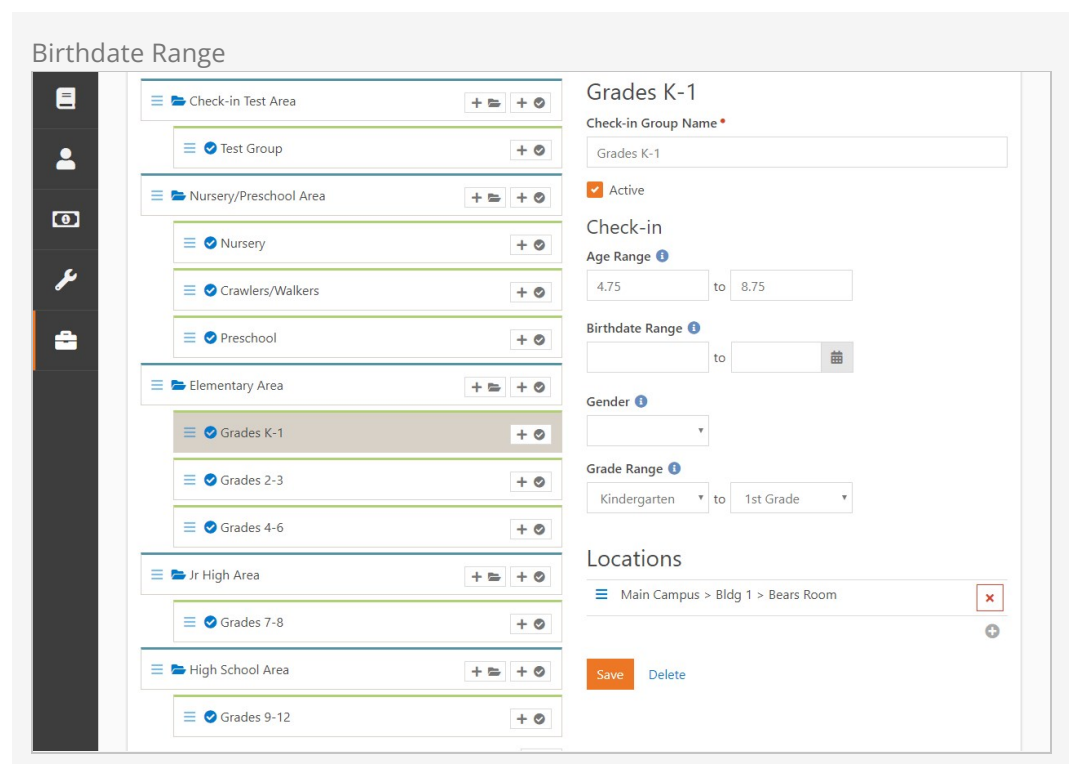 Birthdate Range
Check-in Test Area
Test Group
Nursery/Preschool Area
Nursery
Crawlers/Walkers
Preschool
Elementary Area
Grades K-1
Grades 2-3
Grades 4-6
Jr High Area
Grades 7-8
High School Area
Grades 9-12
Grades K-1
Check-in Group Name
Grades K-1
Active
Check-in
Age Range
4.75 to 8.75
Birthdate Range
to
Gender
Grade Range
Kindergarten to 1st Grade
Locations
Main Campus > Bldg 1 > Bears Room
Save Delete